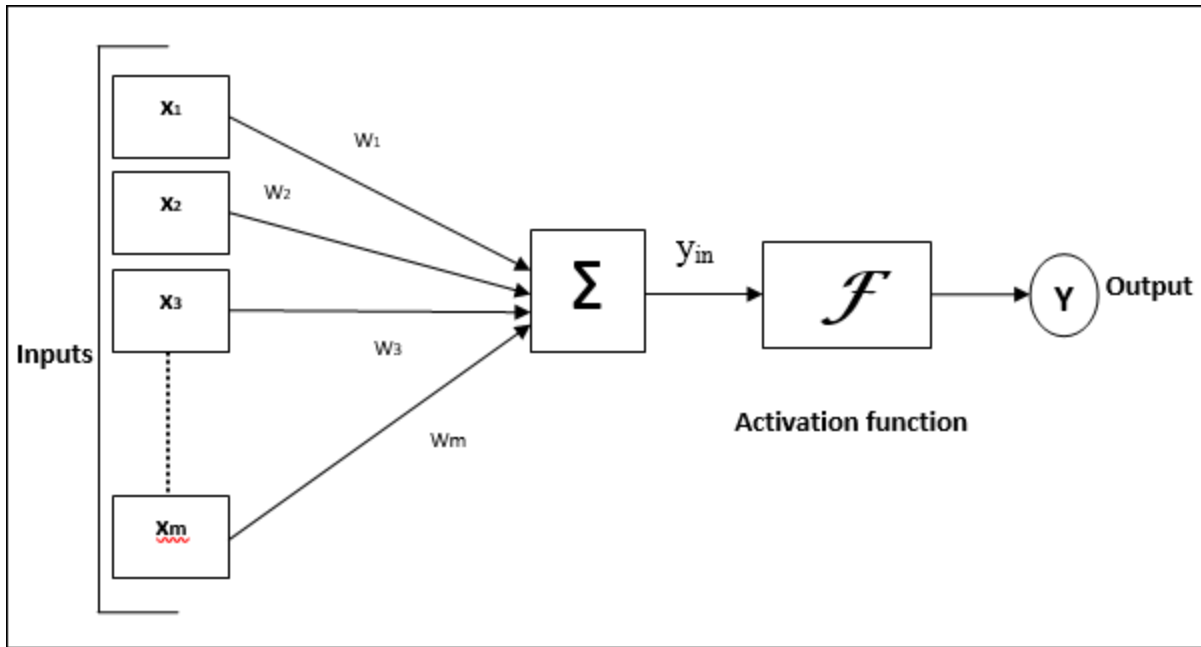 X1
W1
X2
W2
X3
W3
Inputs
Wm
Xm
Σ
yin
ℱ
Y
Output
Activation function